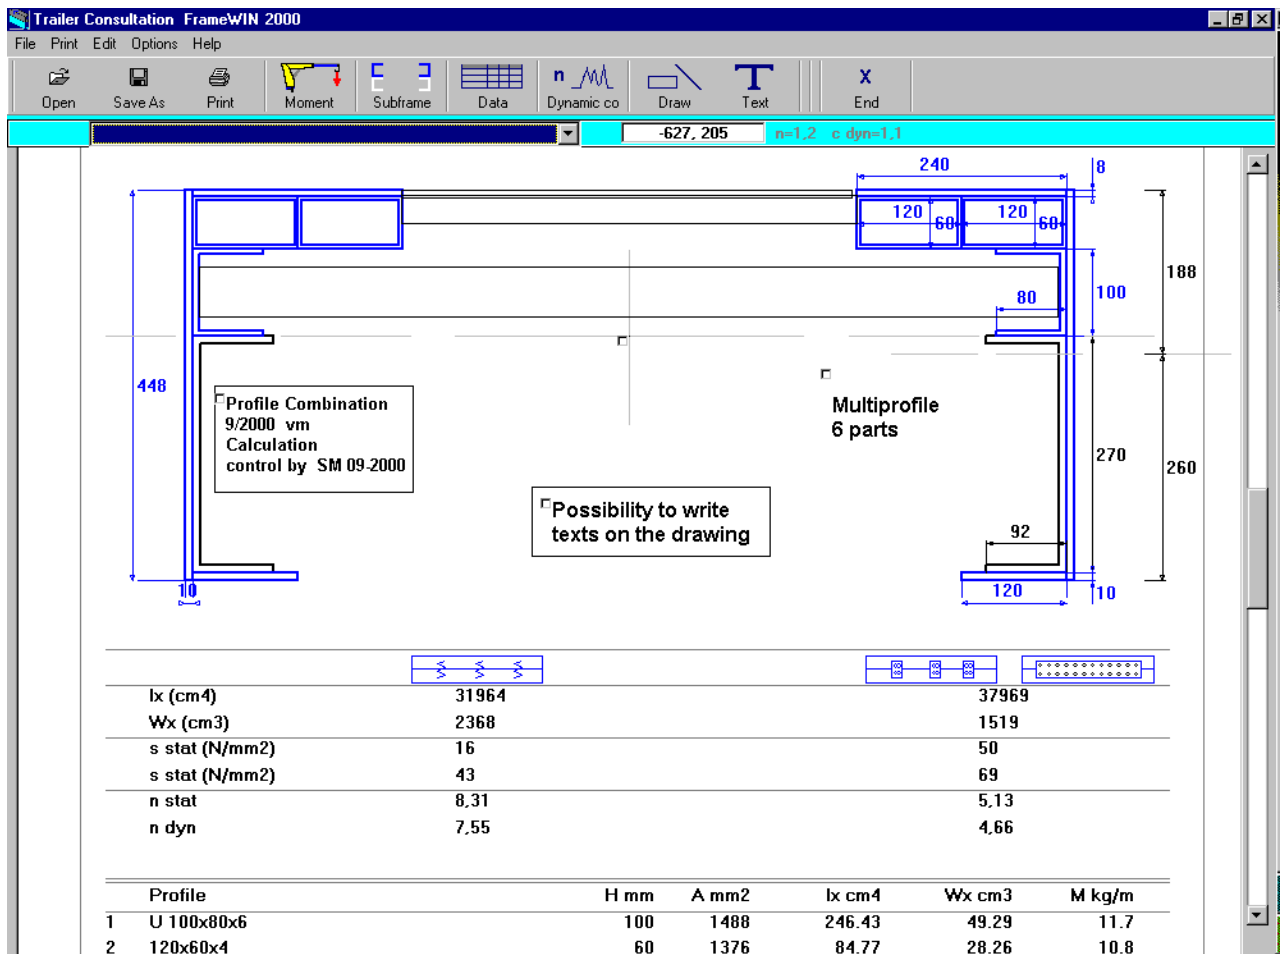 Trailer Consultation FrameWIN 2000
File Print Edit Options Help
Open Save As Print Moment Subframe Data Dynamic co Draw Text End
n
X
-627, 205 n=1,2 c dyn=1,1
240 8
120 60 120 60
188
80 100
448
Profile Combination
9/2000 vm
Calculation
control by SM 09-2000
Multiprofile
6 parts
270
260
Possibility to write
texts on the drawing
92
10 120 10
Ix (cm4) 31964 37969
Wx (cm3) 2368 1519
s stat (N/mm2) 16 50
s stat (N/mm2) 43 69
n stat 8,31 5,13
n dyn 7,55 4,66
Profile H mm A mm2 Ix cm4 Wx cm3 M kg/m
1 U 100x80x6 100 1488 246.43 49.29 11.7
2 120x60x4 60 1376 84.77 28.26 10.8